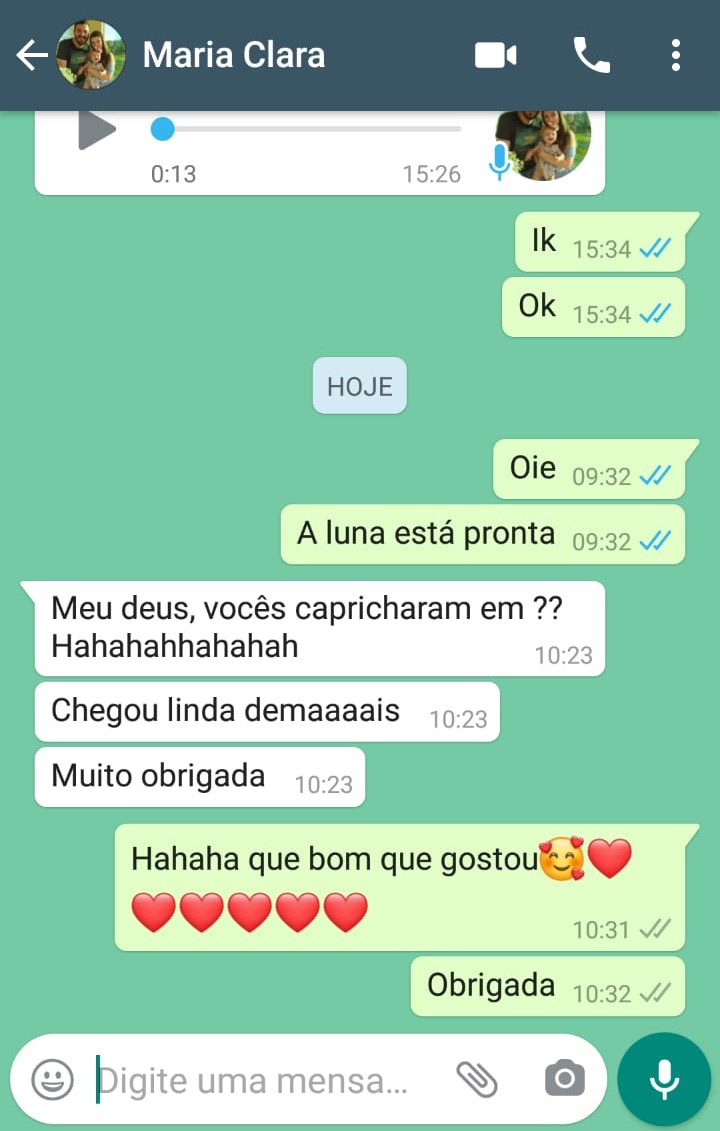 Maria Clara
0:13
15:26
Ik 15:34
Ok 15:34
HOJE
Oie 09:32
A luna está pronta 09:32
Meu deus, vocês capricharam em ??
Hahahahhahahah 10:23
Chegou linda demaaaais 10:23
Muito obrigada 10:23
Hahaha que bom que gostou🥰❤️
❤️❤️❤️❤️❤️ 10:31
Obrigada 10:32
Digite uma mensa...